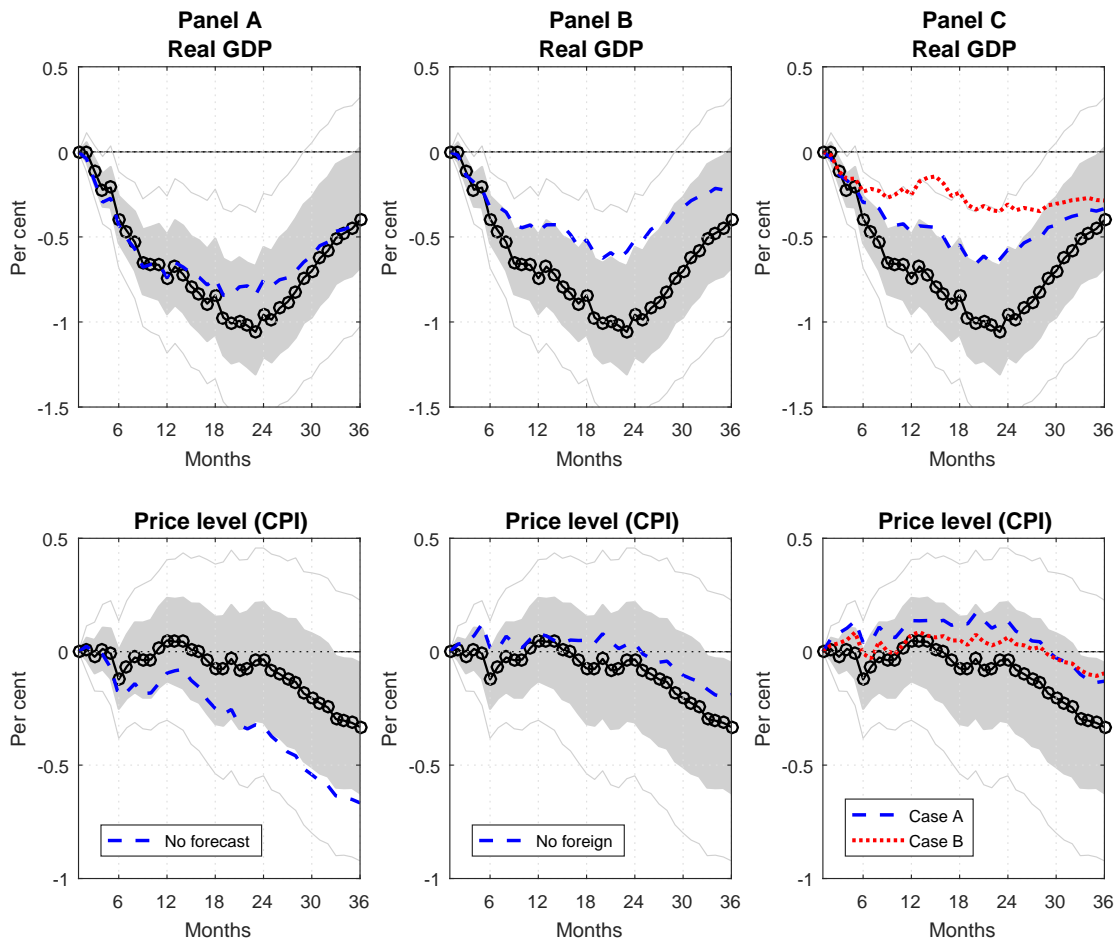 Panel A
Real GDP
Panel B
Real GDP
Panel C
Real GDP
0.5
0
-0.5
-1
-1.5
Per cent
6 12 18 24 30 36
Months
0.5
0
-0.5
-1
-1.5
Per cent
6 12 18 24 30 36
Months
0.5
0
-0.5
-1
-1.5
Per cent
6 12 18 24 30 36
Months
Price level (CPI)
Price level (CPI)
Price level (CPI)
0.5
0
-0.5
-1
Per cent
No forecast
6 12 18 24 30 36
Months
0.5
0
-0.5
-1
Per cent
No foreign
6 12 18 24 30 36
Months
0.5
0
-0.5
-1
Per cent
Case A
Case B
6 12 18 24 30 36
Months